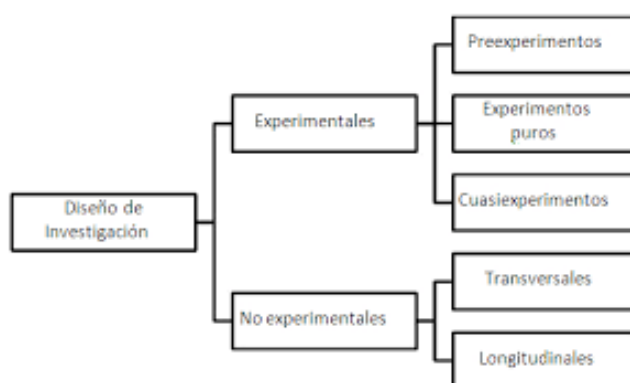 Preexperimentos
Experimentales
Experimentos
puros
Cuasiexperimentos
Diseño de
Investigación
Transversales
No experimentales
Longitudinales